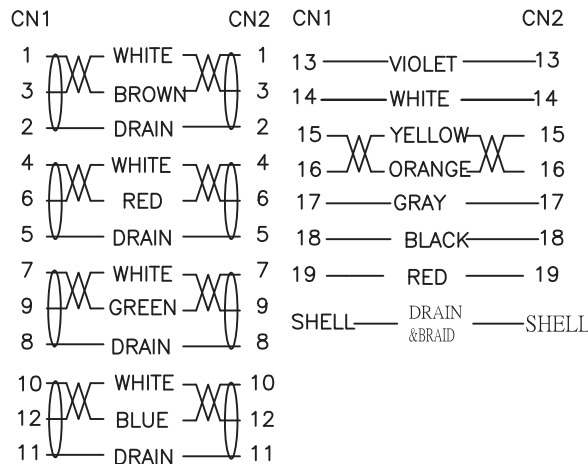 CN1 CN2
1 WHITE 1
3 BROWN 3
2 DRAIN 2
4 WHITE 4
6 RED 6
5 DRAIN 5
7 WHITE 7
9 GREEN 9
8 DRAIN 8
10 WHITE 10
12 BLUE 12
11 DRAIN 11
CN1 CN2
13 VIOLET 13
14 WHITE 14
15 YELLOW 15
16 ORANGE 16
17 GRAY 17
18 BLACK 18
19 RED 19
SHELL DRAIN &BRAID SHELL